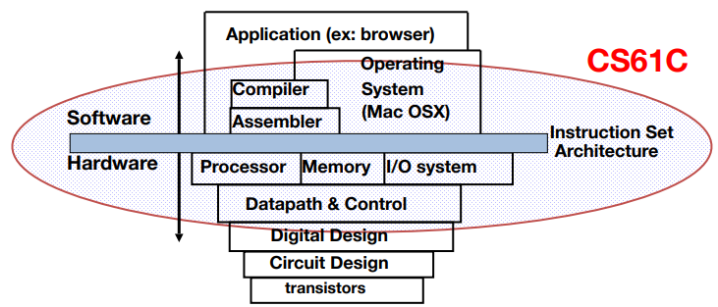 Application (ex: browser)
CS61C
Operating
System
(Mac OSX)
Compiler
Assembler
Software
Instruction Set
Architecture
Hardware
Processor
Memory
I/O system
Datapath & Control
Digital Design
Circuit Design
transistors